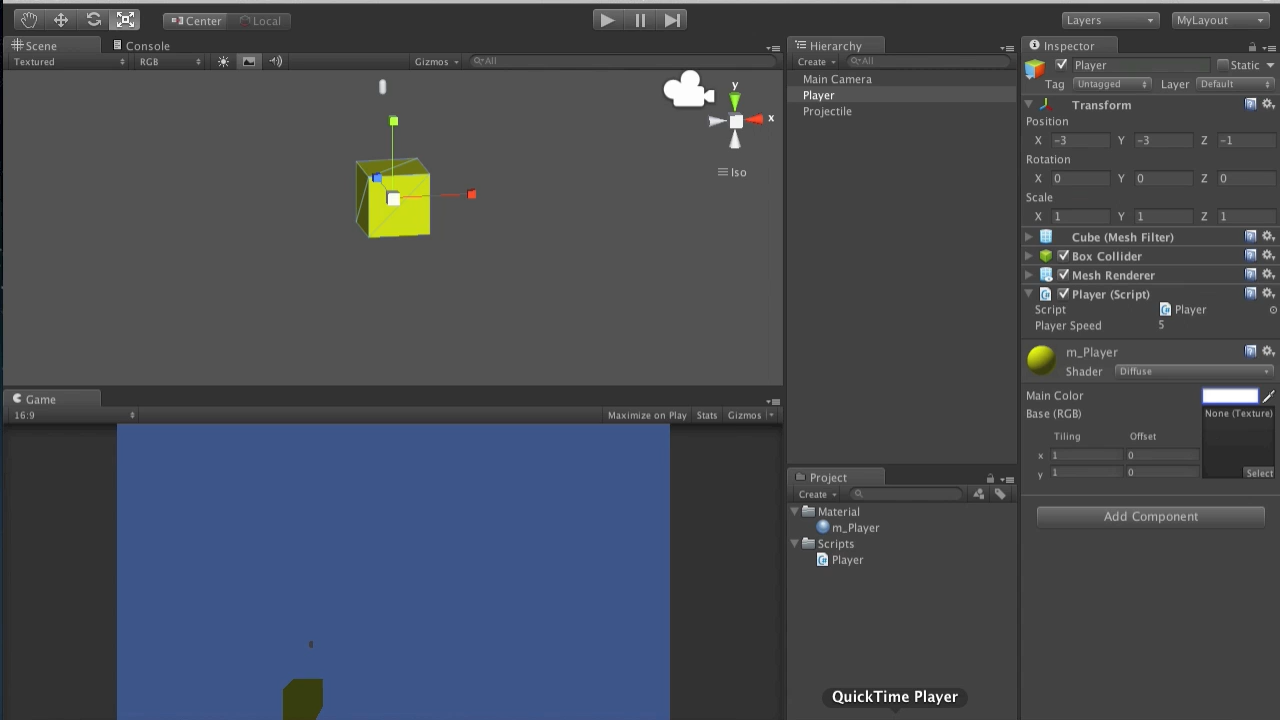 Center Local
Layers
MyLayout
Scene
Console
Textured
RGB
Gizmos
All
y
x
Iso
Game
16:9
Maximize on Play
Stats
Gizmos
Hierarchy
Create
All
Main Camera
Player
Projectile
Project
Create
Material
m_Player
Scripts
Player
QuickTime Player
Inspector
Player
Static
Tag Untagged Layer Default
Transform
Position
X -3 Y -3 Z -1
Rotation
X 0 Y 0 Z 0
Scale
X 1 Y 1 Z 1
Cube (Mesh Filter)
Box Collider
Mesh Renderer
Player (Script)
Script Player
Player Speed 5
m_Player
Shader Diffuse
Main Color
Base (RGB)
None (Texture)
Tiling Offset
x 1 0
y 1 0
Select
Add Component